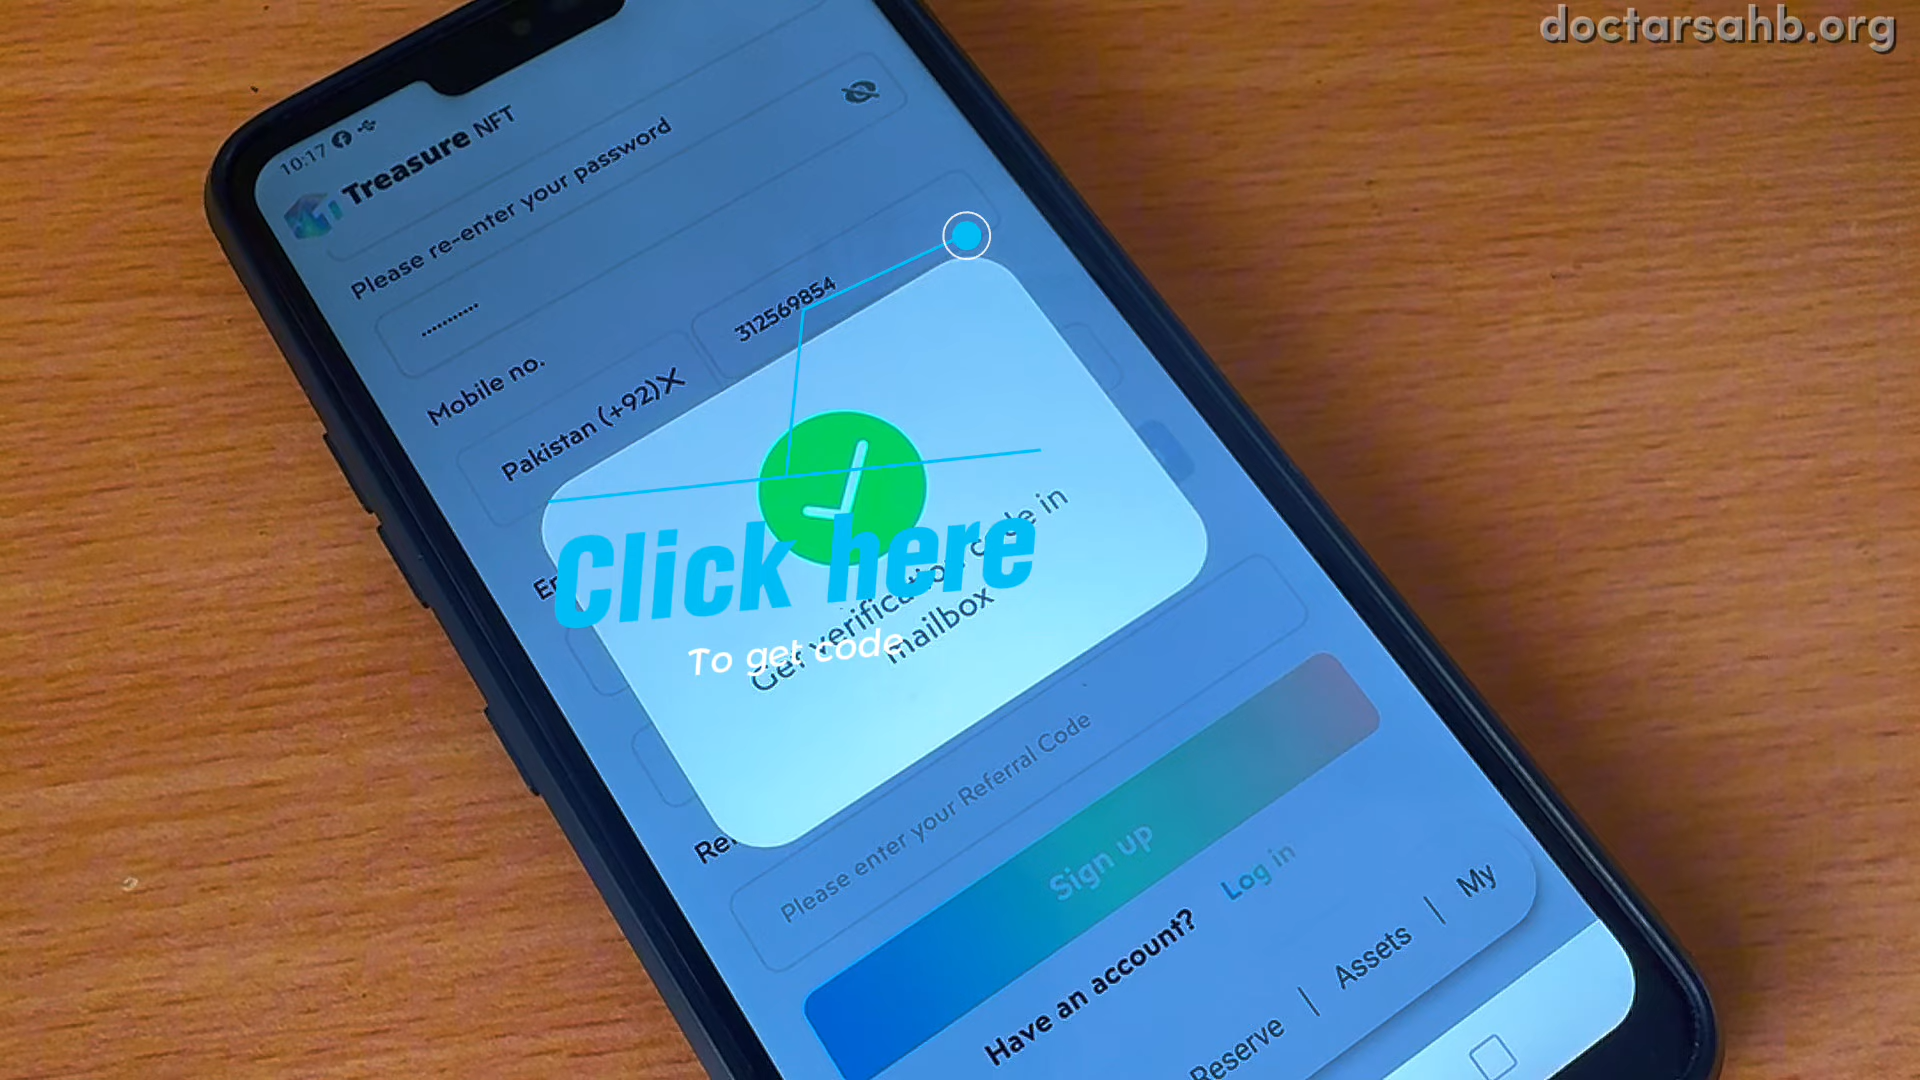 doctarsahb.org
10:17
Treasure NFT
Please re-enter your password
...........
Mobile no.
Pakistan (+92)
312569854
Click here
To get code
Get verification code in
mailbox
Please enter your Referral Code
Sign up
Have an account? Log in
Reserve | Assets | My